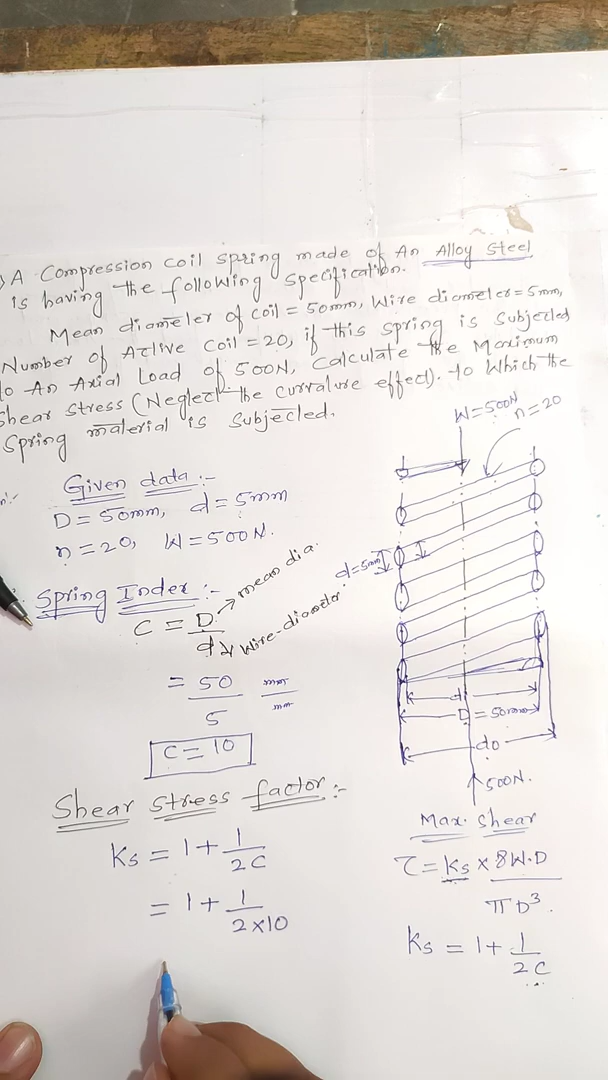 A Compression coil spring made of An Alloy Steel
is having the following specification.
Mean diameter of coil = 50mm, Wire diameter = 5mm,
Number of Active coil = 20, if this spring is Subjected
to An Axial Load of 500N, Calculate the Maximum
Shear Stress (Neglect the curvature effect). to Which the
Spring material is Subjected.
Given data :-
D = 50mm, d = 5mm
n = 20, W = 500N.
Spring Index :-
C = D/d
mean dia.
Wire-diameter
= 50/5 mm/mm
C = 10
Shear Stress factor :-
Ks = 1 + 1/2C
= 1 + 1/2×10
W = 500N
n = 20
d = 5mm
d
D = 50mm
do
500N.
Max. Shear
τ = Ks × 8W.D/πD³.
Ks = 1 + 1/2C